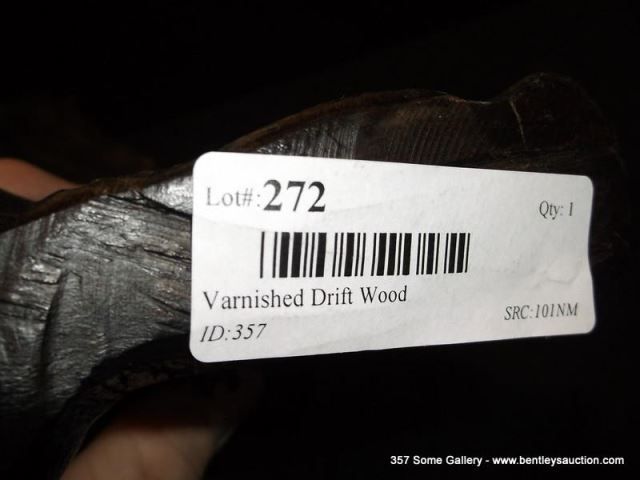 Lot#:272
Qty: 1
Varnished Drift Wood
ID:357
SRC:101NM
357 Some Gallery - www.bentleysauction.com